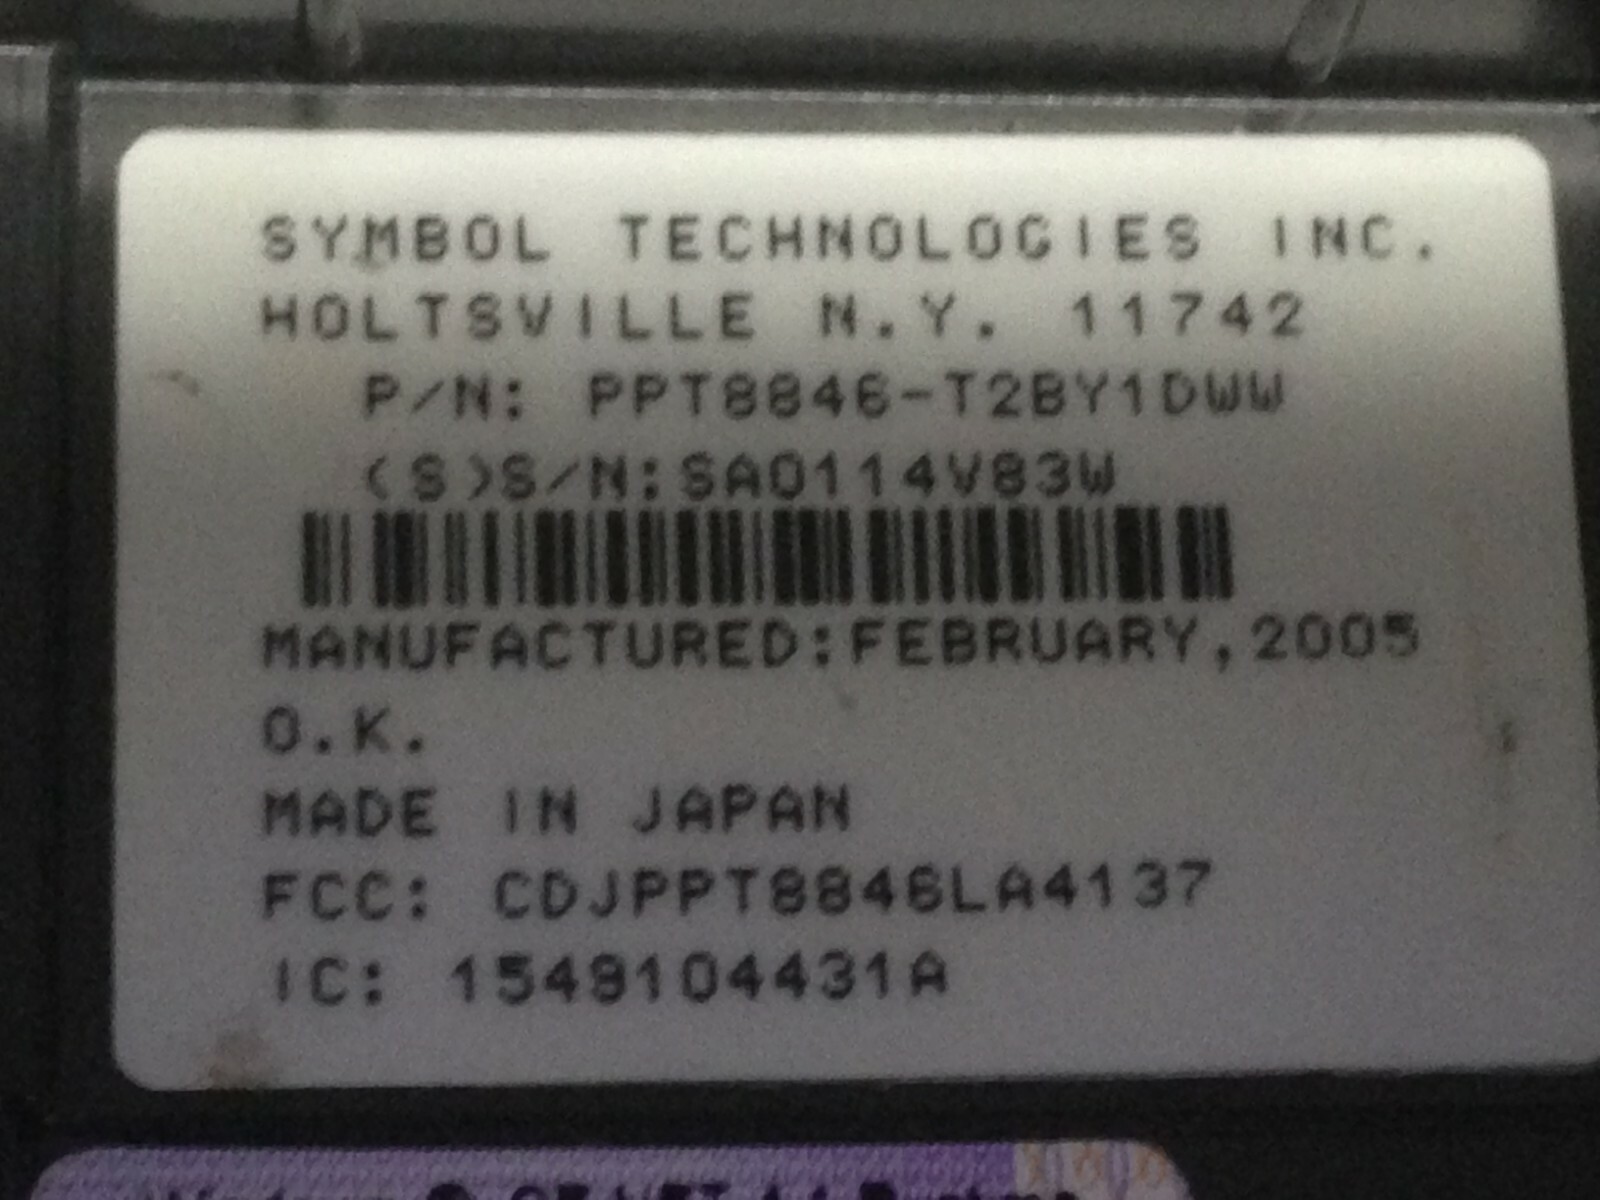 SYMBOL TECHNOLOGIES INC.
HOLTSVILLE N.Y. 11742
P/N: PPT8846-T2BY1DWW
(S)S/N:SA0114V83W
MANUFACTURED:FEBRUARY,2005
O.K.
MADE IN JAPAN
FCC: CDJPPT8846LA4137
IC: 1549104431A